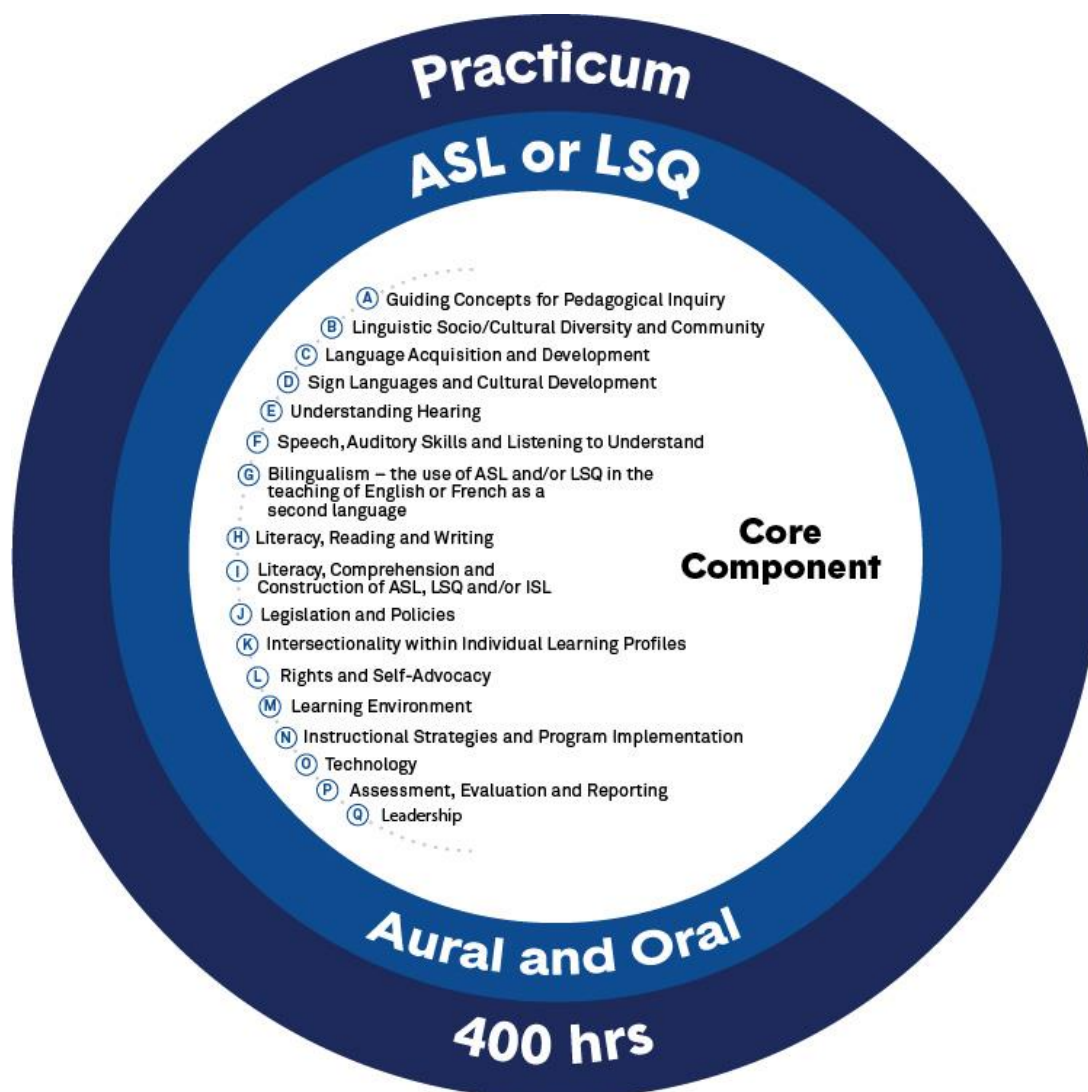 Practicum
ASL or LSQ
A Guiding Concepts for Pedagogical Inquiry
B Linguistic Socio/Cultural Diversity and Community
C Language Acquisition and Development
D Sign Languages and Cultural Development
E Understanding Hearing
F Speech, Auditory Skills and Listening to Understand
G Bilingualism – the use of ASL and/or LSQ in the
teaching of English or French as a
second language
H Literacy, Reading and Writing
I Literacy, Comprehension and
Construction of ASL, LSQ and/or ISL
J Legislation and Policies
K Intersectionality within Individual Learning Profiles
L Rights and Self-Advocacy
M Learning Environment
N Instructional Strategies and Program Implementation
O Technology
P Assessment, Evaluation and Reporting
Q Leadership
Core
Component
Aural and Oral
400 hrs